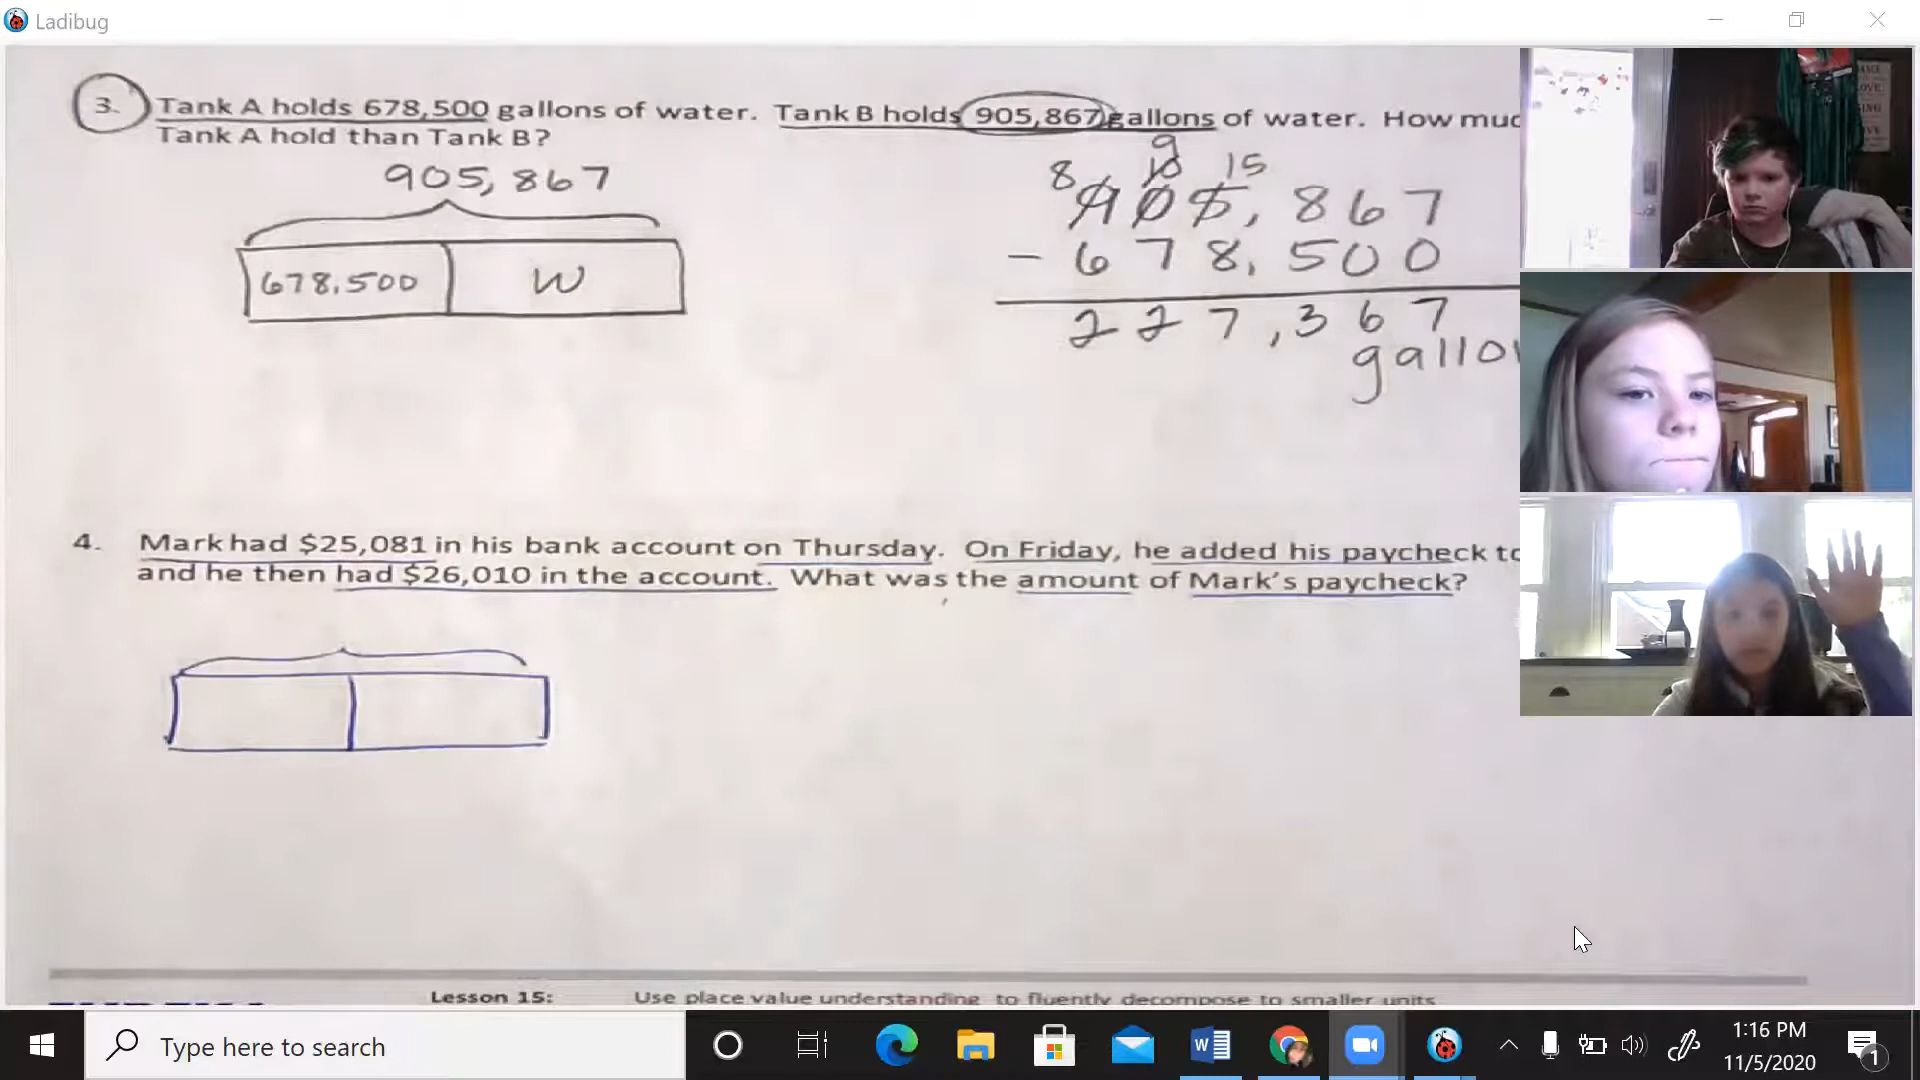 Ladibug
3. Tank A holds 678,500 gallons of water. Tank B holds 905,867 gallons of water. How muc
Tank A hold than Tank B?
905,867
678,500 W
9
8 10 15
905,867
- 678,500
227,367
gallo
4. Mark had $25,081 in his bank account on Thursday. On Friday, he added his paycheck to
and he then had $26,010 in the account. What was the amount of Mark's paycheck?
Lesson 15: Use place value understanding to fluently decompose to smaller units
Type here to search
1:16 PM
11/5/2020
1